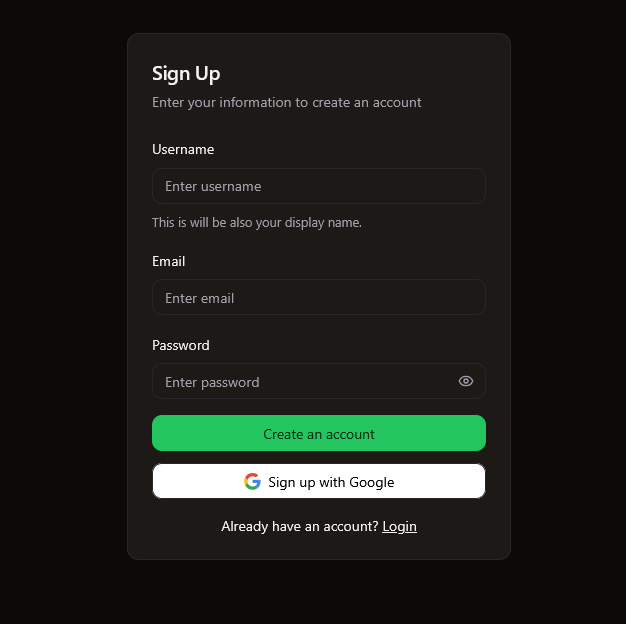 Sign Up
Enter your information to create an account
Username
Enter username
This is will be also your display name.
Email
Enter email
Password
Enter password
Create an account
Sign up with Google
Already have an account? Login